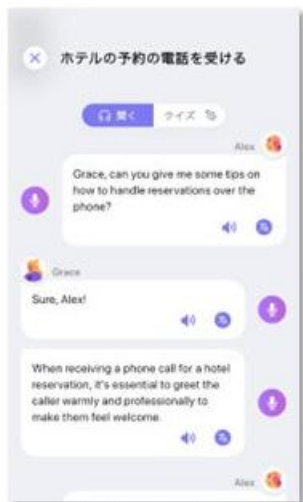 ホテルの予約の電話を受ける
聞く クイズ
Alex
Grace, can you give me some tips on
how to handle reservations over the
phone?
Grace
Sure, Alex!
When receiving a phone call for a hotel
reservation, it's essential to greet the
caller warmly and professionally to
make them feel welcome.
Alex